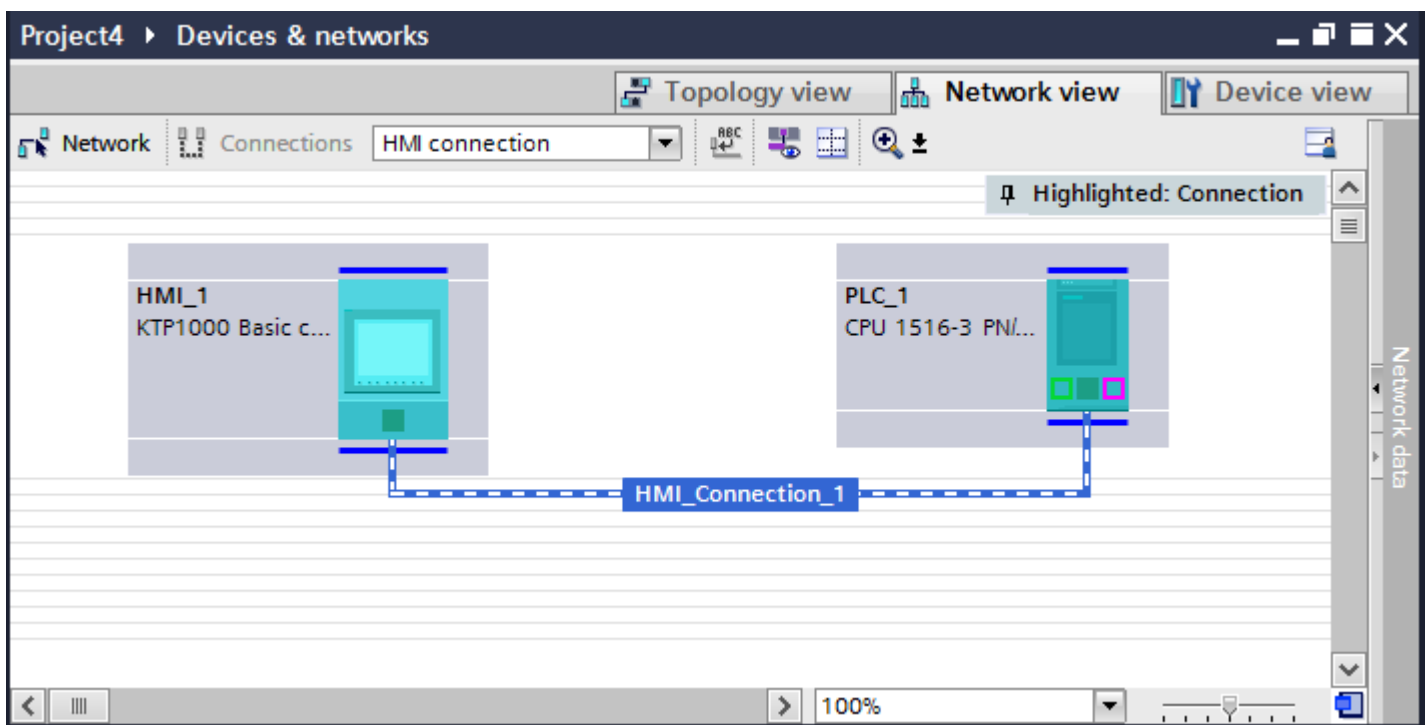 Project4 ▸ Devices & networks
Topology view
Network view
Device view
Network
Connections
HMI connection
Highlighted: Connection
HMI_1
KTP1000 Basic c...
PLC_1
CPU 1516-3 PN/...
HMI_Connection_1
Network data
100%